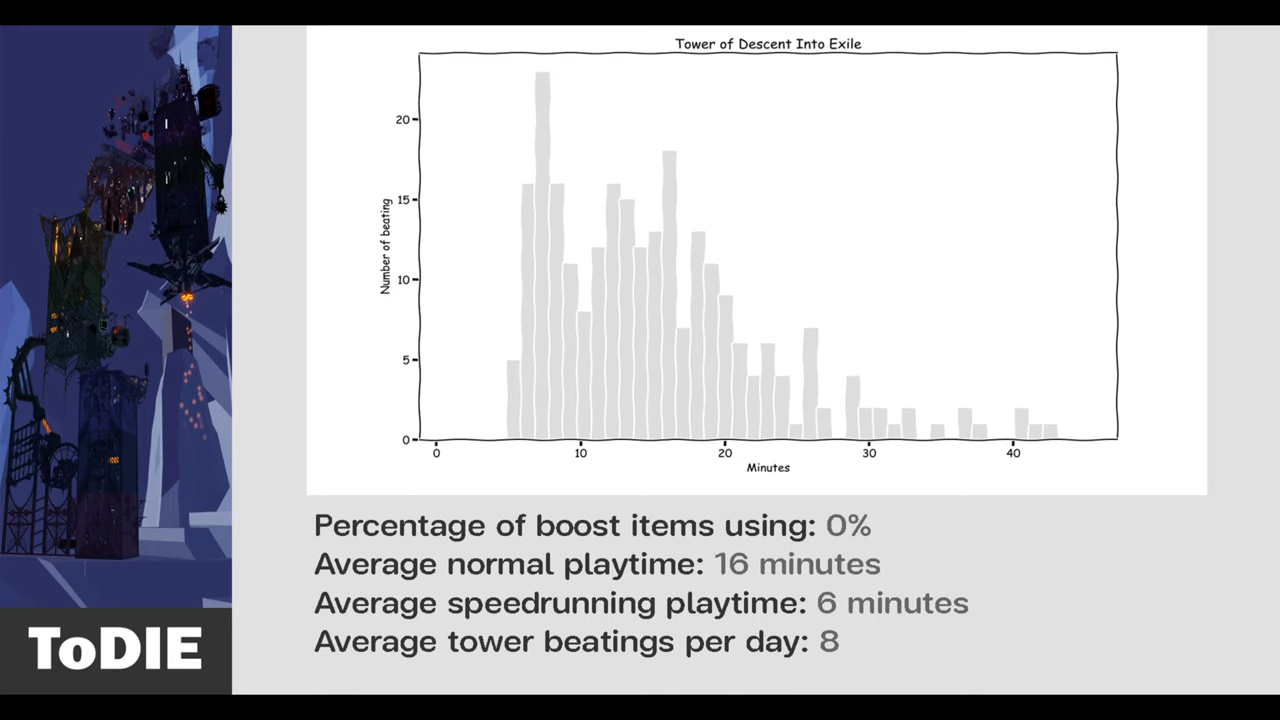 Tower of Descent Into Exile
20
15
10
5
0
Number of beating
0 10 20 30 40
Minutes
Percentage of boost items using: 0%
Average normal playtime: 16 minutes
Average speedrunning playtime: 6 minutes
Average tower beatings per day: 8
ToDIE